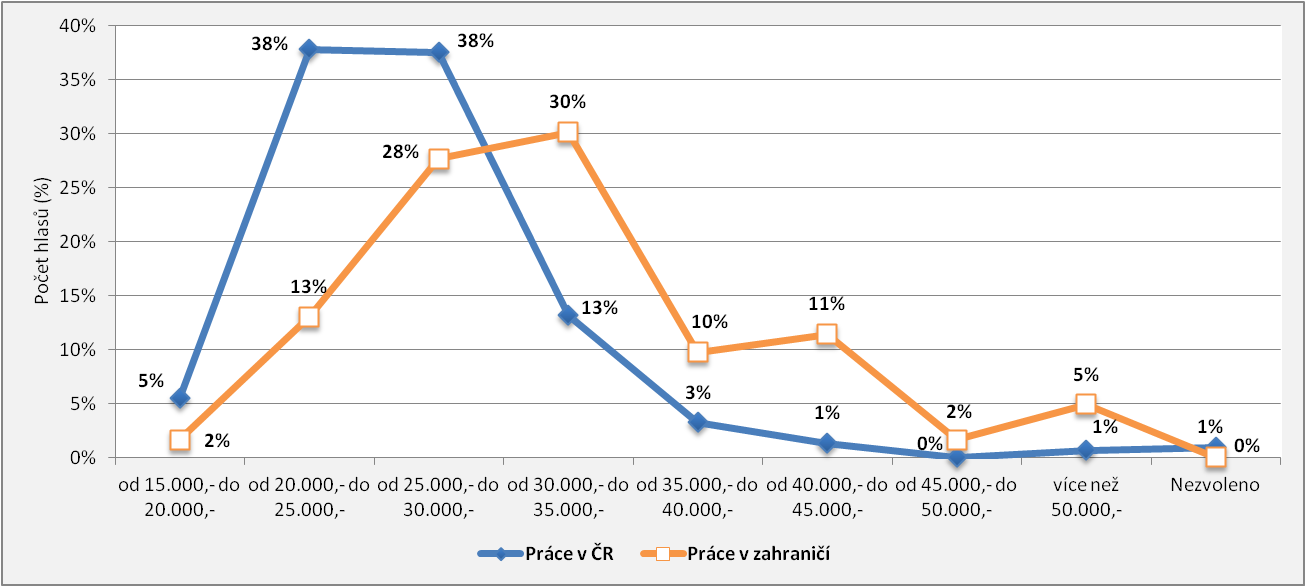 40%
35%
30%
25%
20%
15%
10%
5%
0%
Počet hlasů (%)
38%
38%
30%
28%
13%
13%
10%
11%
5%
2%
3%
1%
0%
2%
5%
1%
1%
0%
od 15.000,- do
20.000,-
od 20.000,- do
25.000,-
od 25.000,- do
30.000,-
od 30.000,- do
35.000,-
od 35.000,- do
40.000,-
od 40.000,- do
45.000,-
od 45.000,- do
50.000,-
více než
50.000,-
Nezvoleno
Práce v ČR
Práce v zahraničí